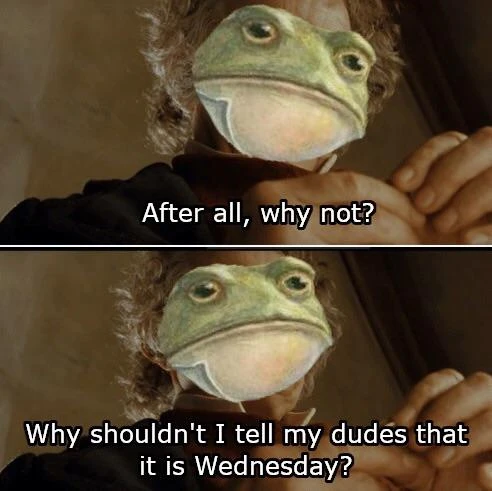 After all, why not?
Why shouldn't I tell my dudes that
it is Wednesday?